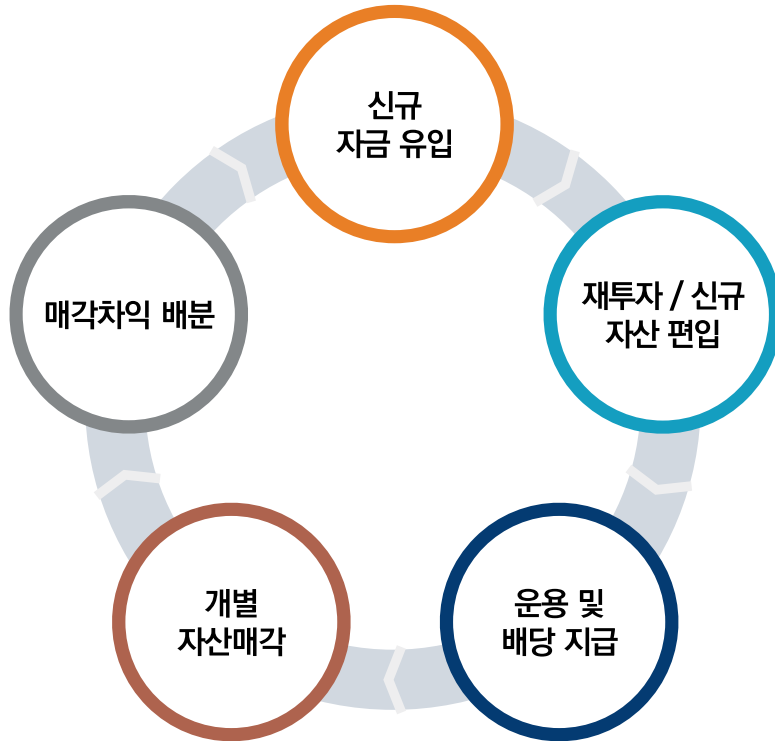 신규
자금 유입
재투자 / 신규
자산 편입
운용 및
배당 지급
개별
자산매각
매각차익 배분